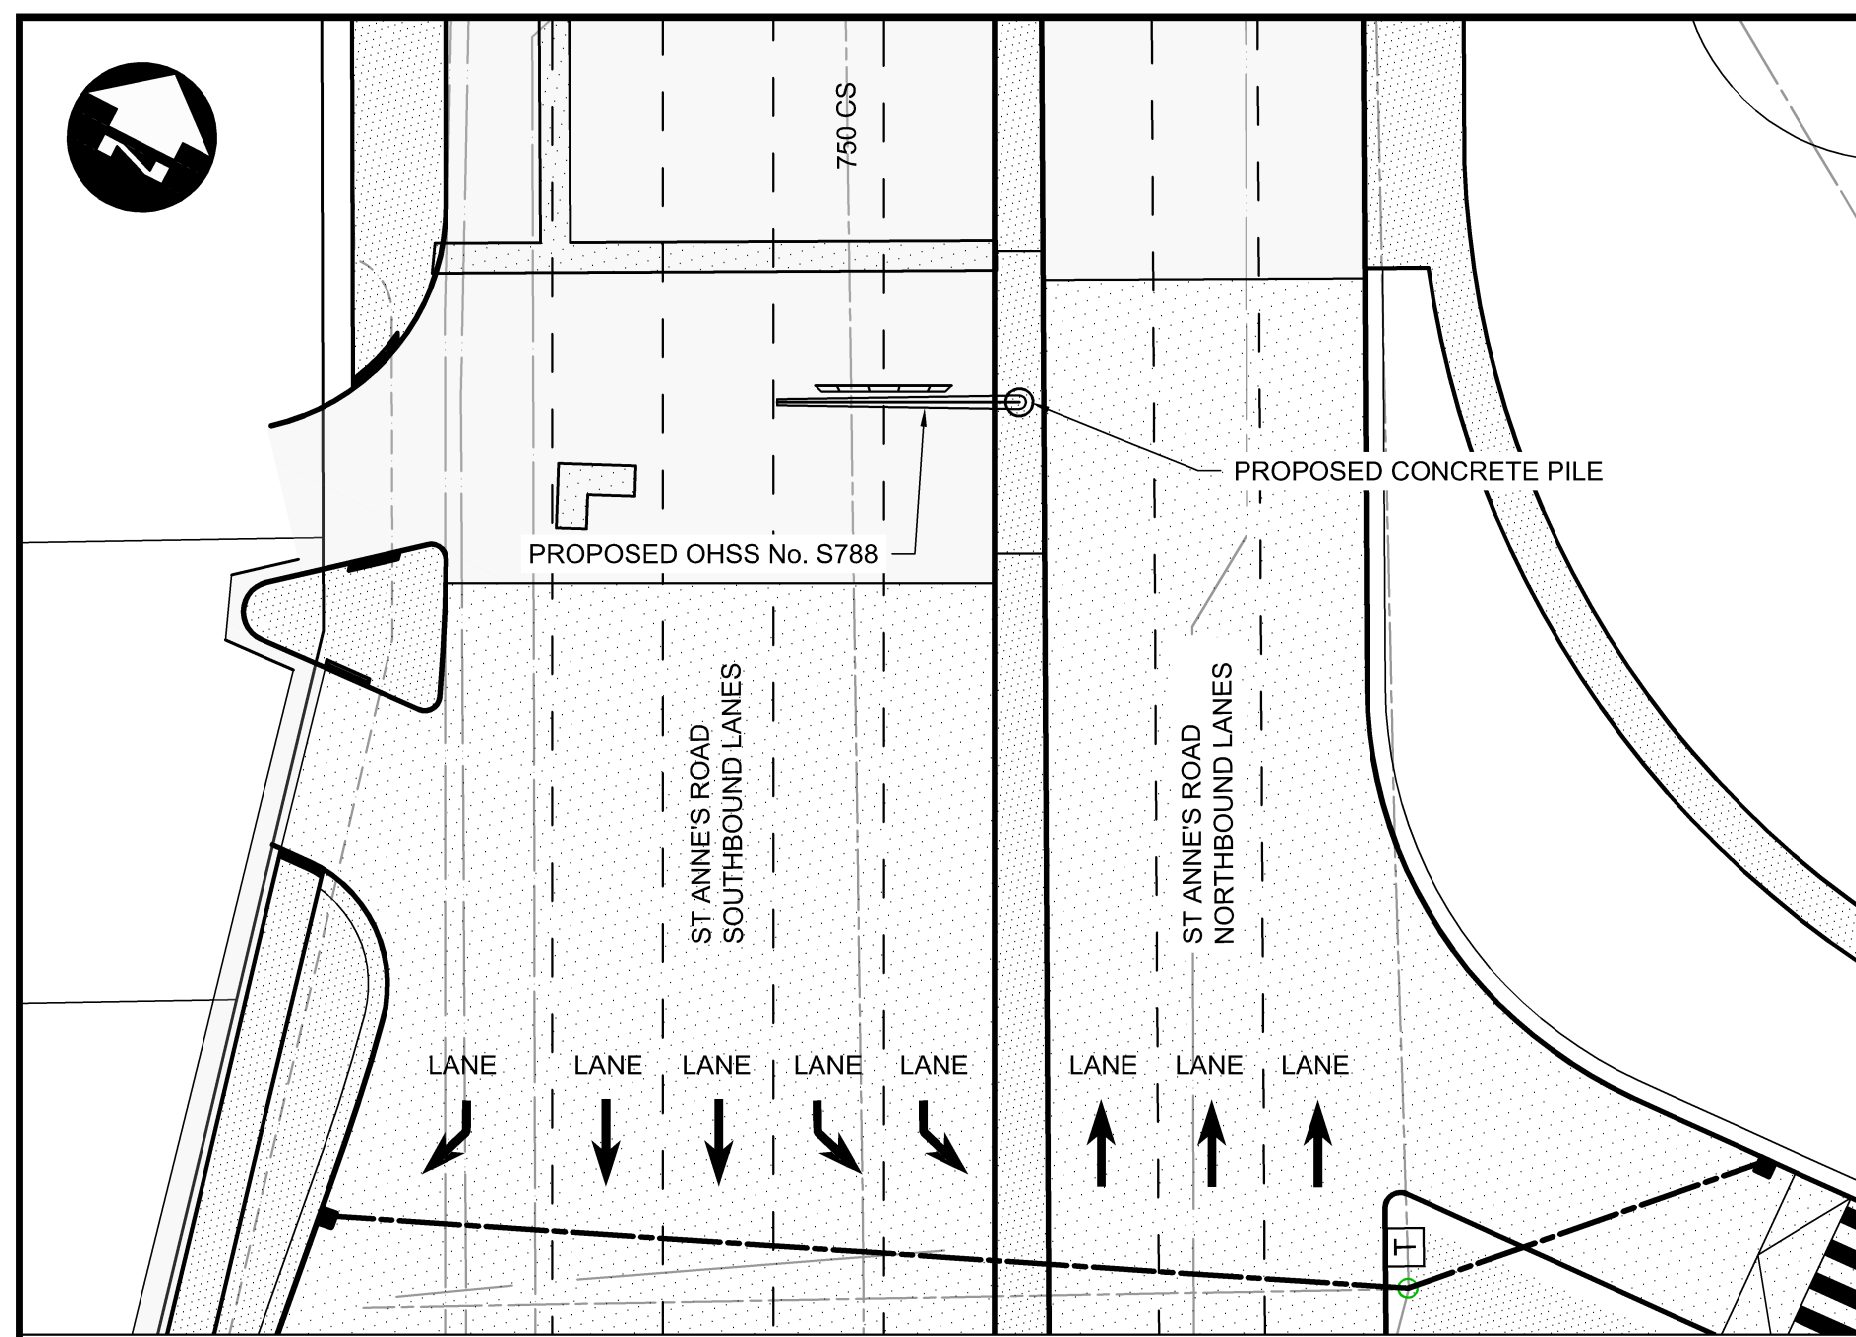 750 CS
PROPOSED CONCRETE PILE
PROPOSED OHSS No. S788
ST ANNE'S ROAD
SOUTHBOUND LANES
ST ANNE'S ROAD
NORTHBOUND LANES
LANE LANE LANE LANE LANE LANE LANE LANE
T